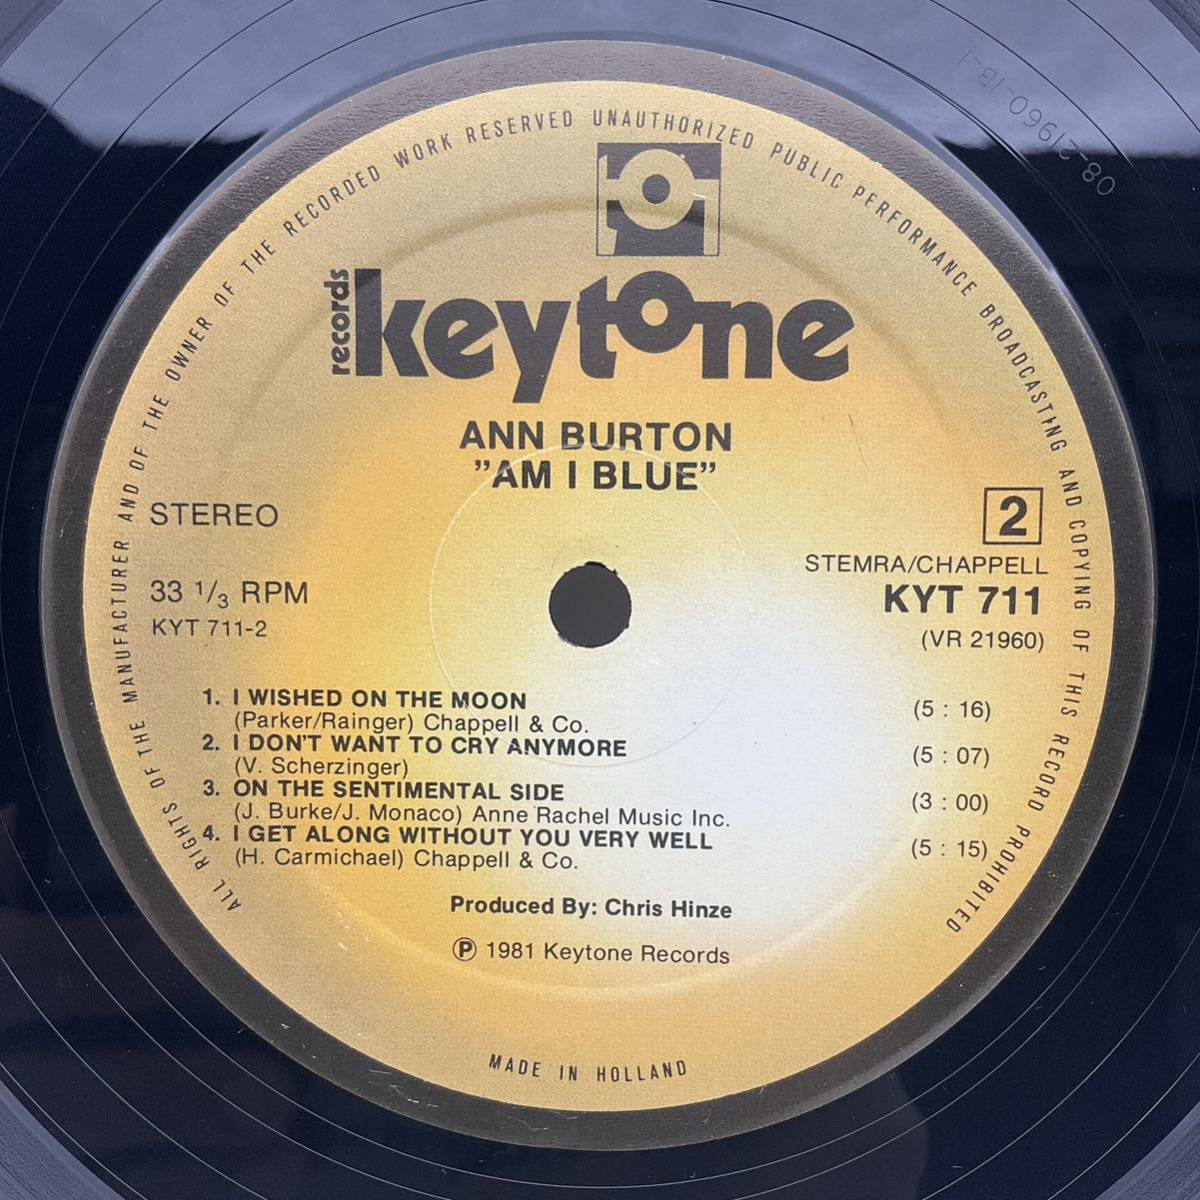 ALL RIGHTS OF THE MANUFACTURER AND OF THE OWNER OF THE RECORDED WORK RESERVED UNAUTHORIZED PUBLIC PERFORMANCE BROADCASTING AND COPYING OF THIS RECORD PROHIBITED
08-21960-1B-1
records
keytone
ANN BURTON
"AM I BLUE"
STEREO
2
STEMRA/CHAPPELL
33 1/3 RPM
KYT 711
KYT 711-2
(VR 21960)
1. I WISHED ON THE MOON (5 : 16)
(Parker/Rainger) Chappell & Co.
2. I DON'T WANT TO CRY ANYMORE (5 : 07)
(V. Scherzinger)
3. ON THE SENTIMENTAL SIDE (3 : 00)
(J. Burke/J. Monaco) Anne Rachel Music Inc.
4. I GET ALONG WITHOUT YOU VERY WELL (5 : 15)
(H. Carmichael) Chappell & Co.
Produced By: Chris Hinze
Ⓟ 1981 Keytone Records
MADE IN HOLLAND